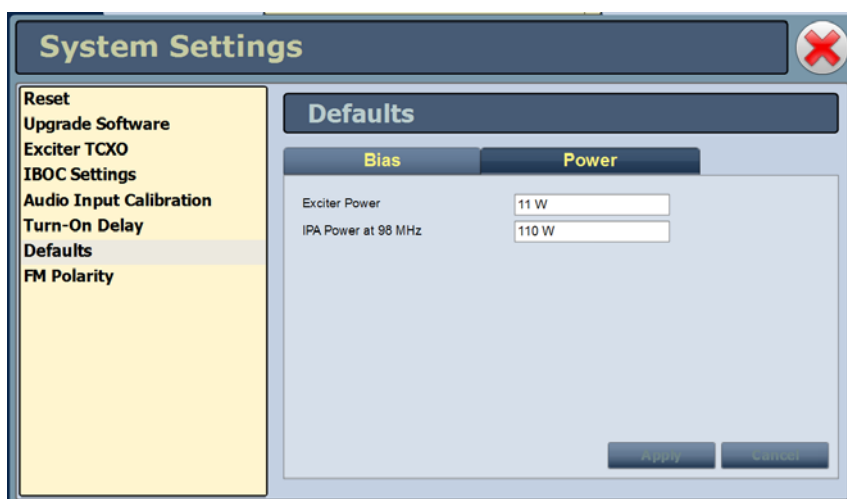 System Settings
Reset
Upgrade Software
Exciter TCXO
IBOC Settings
Audio Input Calibration
Turn-On Delay
Defaults
FM Polarity
Defaults
Bias Power
Exciter Power 11 W
IPA Power at 98 MHz 110 W
Apply Cancel